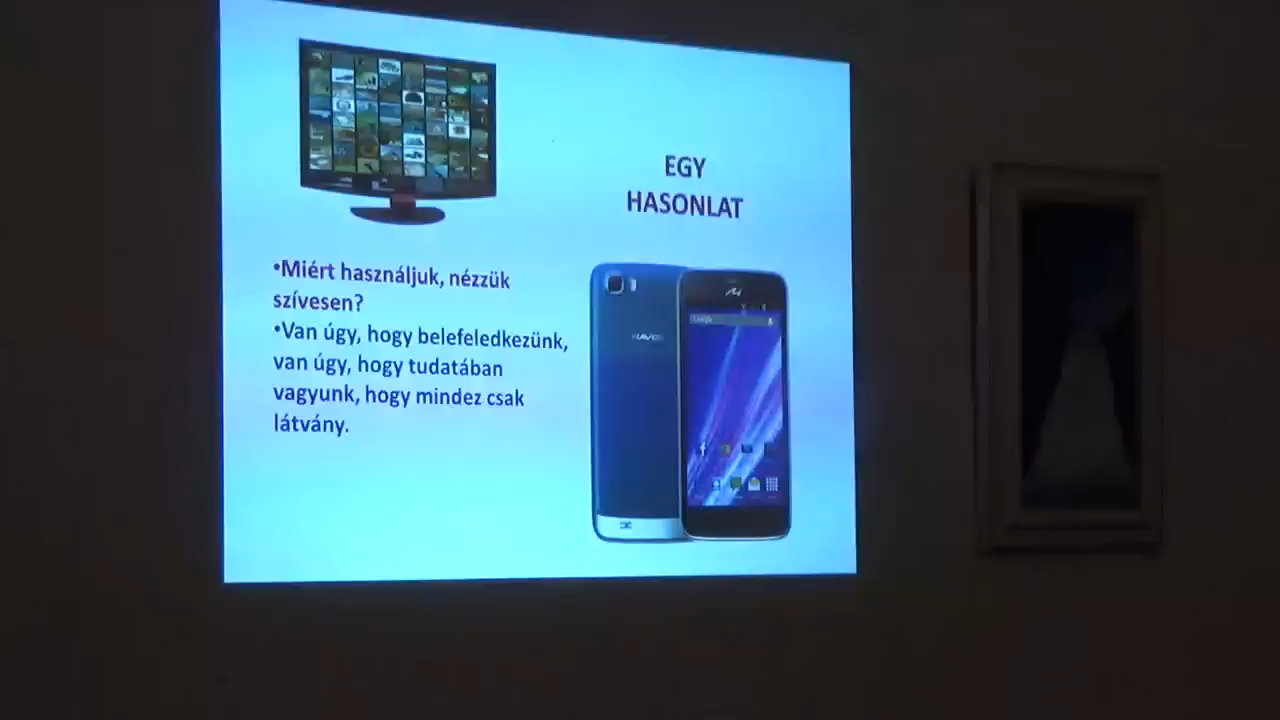 EGY
HASONLAT
•Miért használjuk, nézzük
szívesen?
•Van úgy, hogy belefeledkezünk,
van úgy, hogy tudatában
vagyunk, hogy mindez csak
látvány.